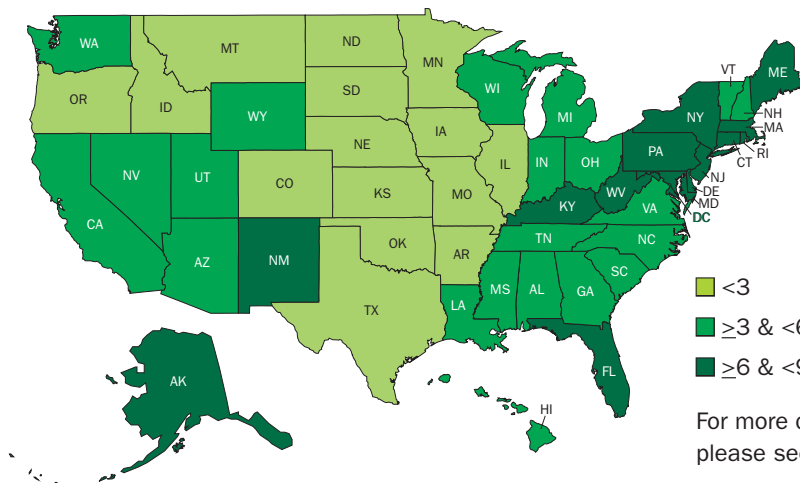 WA
MT
ND
MN
OR
ID
SD
WI
WY
MI
VT
ME
NY
NH
MA
RI
CT
NE
IA
IL
IN
OH
PA
NJ
DE
MD
DC
NV
UT
CO
KS
MO
KY
WV
VA
CA
AZ
NM
OK
AR
TN
NC
SC
TX
LA
MS
AL
GA
FL
AK
HI
<3
≥3 & <6
≥6 & <9
For more
please see